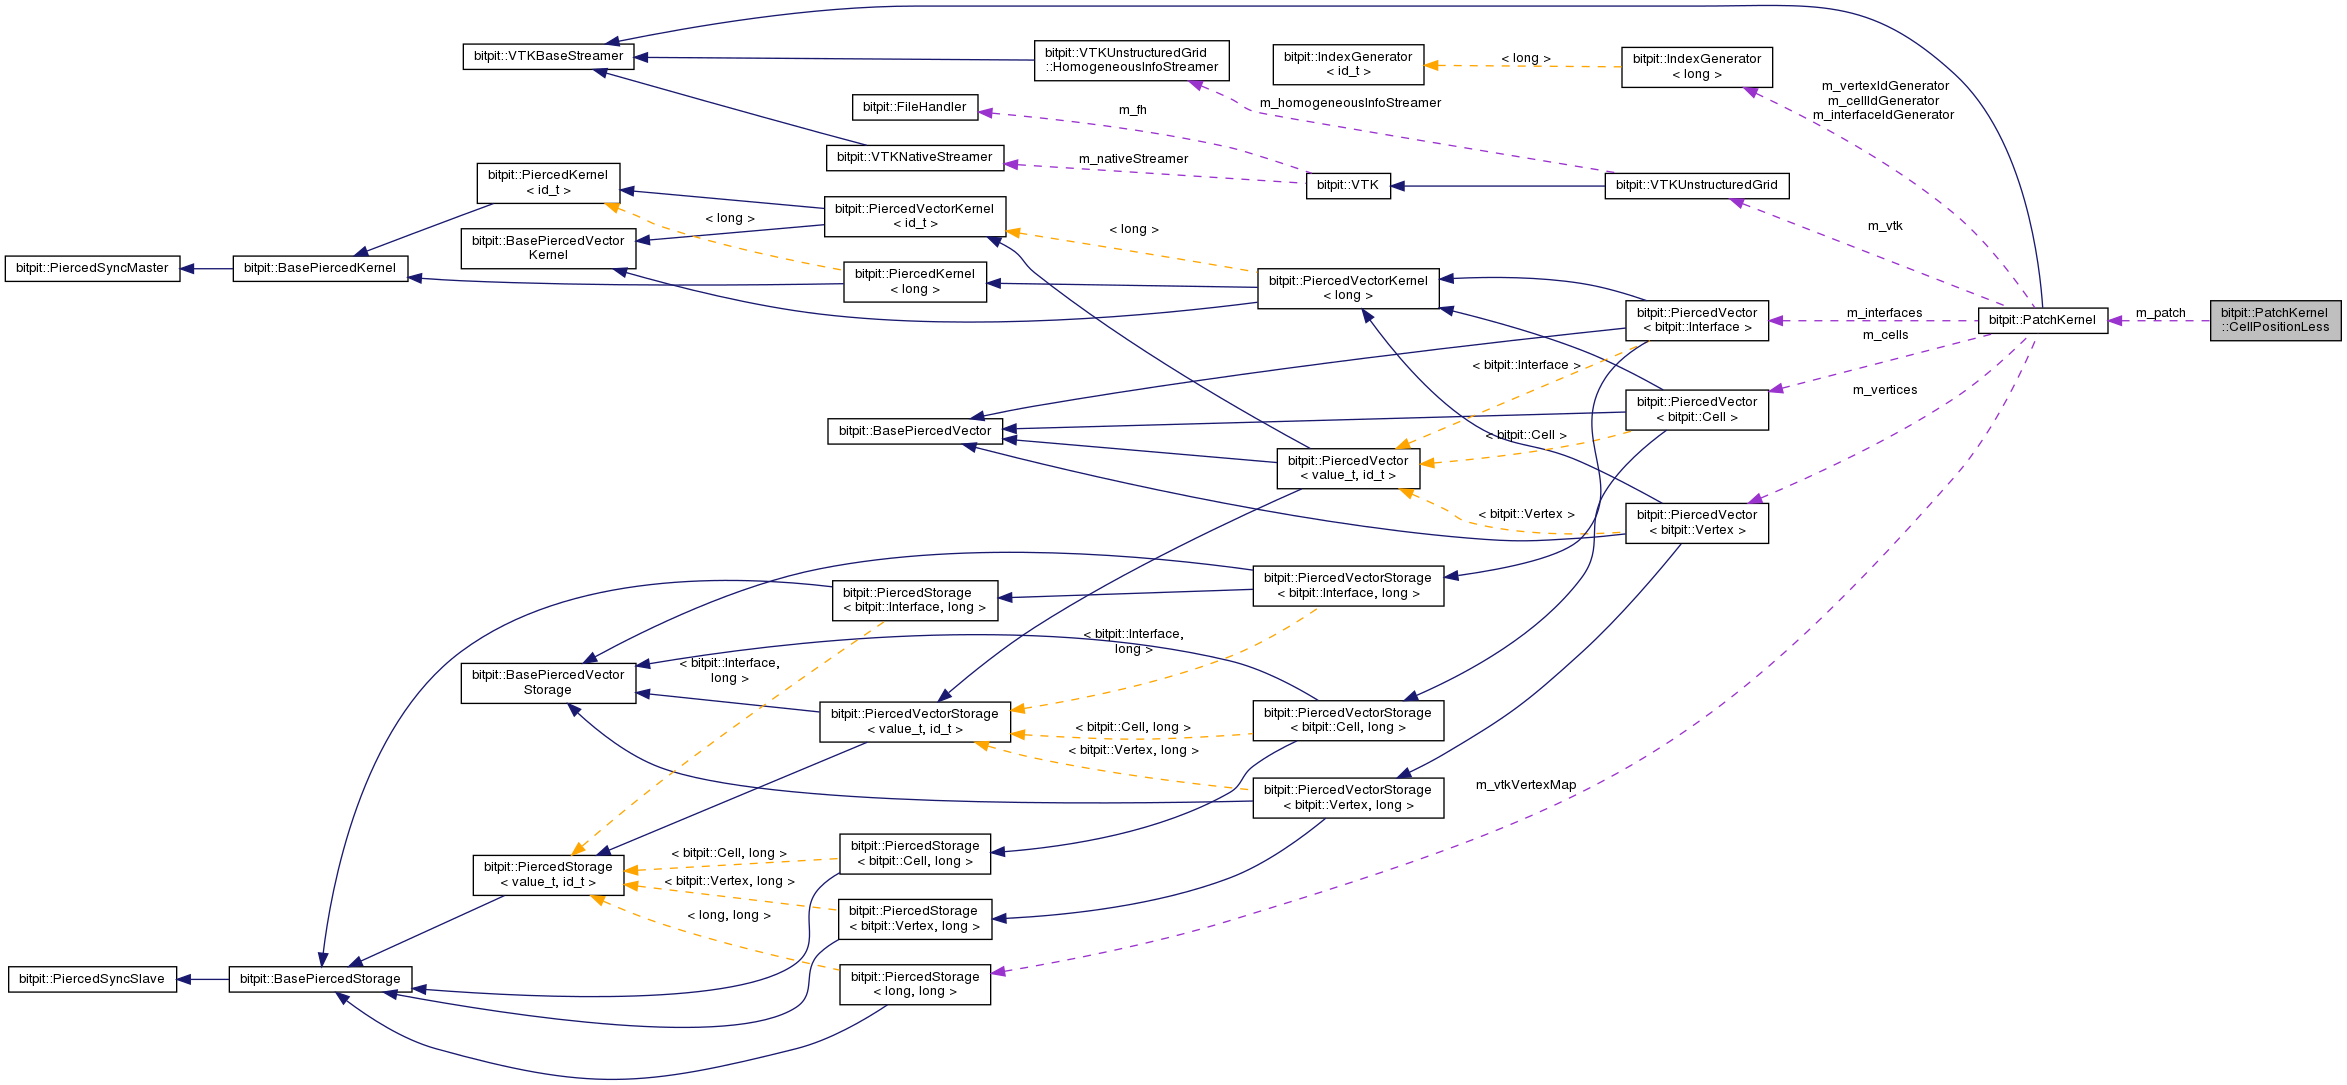 bitpit::VTKBaseStreamer
bitpit::VTKUnstructuredGrid
::HomogeneousInfoStreamer
bitpit::IndexGenerator
< id_t >
< long >
bitpit::IndexGenerator
< long >
m_vertexIdGenerator
m_cellIdGenerator
m_interfaceIdGenerator
bitpit::FileHandler
m_fh
m_homogeneousInfoStreamer
bitpit::VTKNativeStreamer
m_nativeStreamer
bitpit::VTK
bitpit::VTKUnstructuredGrid
m_vtk
bitpit::PiercedKernel
< id_t >
< long >
bitpit::PiercedVectorKernel
< id_t >
< long >
bitpit::BasePiercedVector
Kernel
bitpit::PiercedSyncMaster
bitpit::BasePiercedKernel
bitpit::PiercedKernel
< long >
bitpit::PiercedVectorKernel
< long >
bitpit::PiercedVector
< bitpit::Interface >
m_interfaces
m_cells
bitpit::PatchKernel
m_patch
bitpit::PatchKernel
::CellPositionLess
< bitpit::Interface >
m_vertices
bitpit::PiercedVector
< bitpit::Cell >
bitpit::BasePiercedVector
< bitpit::Cell >
bitpit::PiercedVector
< value_t, id_t >
< bitpit::Vertex >
bitpit::PiercedVector
< bitpit::Vertex >
bitpit::PiercedStorage
< bitpit::Interface, long >
bitpit::PiercedVectorStorage
< bitpit::Interface, long >
< bitpit::Interface,
long >
< bitpit::Interface,
long >
bitpit::BasePiercedVector
Storage
bitpit::PiercedVectorStorage
< value_t, id_t >
< bitpit::Cell, long >
< bitpit::Vertex, long >
bitpit::PiercedVectorStorage
< bitpit::Cell, long >
bitpit::PiercedVectorStorage
< bitpit::Vertex, long >
m_vtkVertexMap
bitpit::PiercedStorage
< value_t, id_t >
< bitpit::Cell, long >
< bitpit::Vertex, long >
< long, long >
bitpit::PiercedStorage
< bitpit::Cell, long >
bitpit::PiercedStorage
< bitpit::Vertex, long >
bitpit::PiercedSyncSlave
bitpit::BasePiercedStorage
bitpit::PiercedStorage
< long, long >